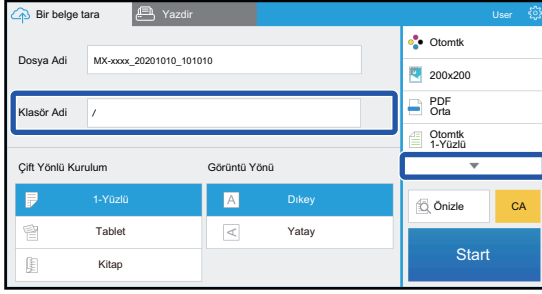 Bir belge tara
Yazdir
User
Dosya Adi
MX-xxxx_20201010_101010
Klasör Adi
/
Otomtk
200x200
PDF
Orta
Otomtk
1-Yüzlü
Çift Yönlü Kurulum
Görüntü Yönü
1-Yüzlü
A
Dıkey
Tablet
A
Yatay
Kitap
Önizle
CA
Start